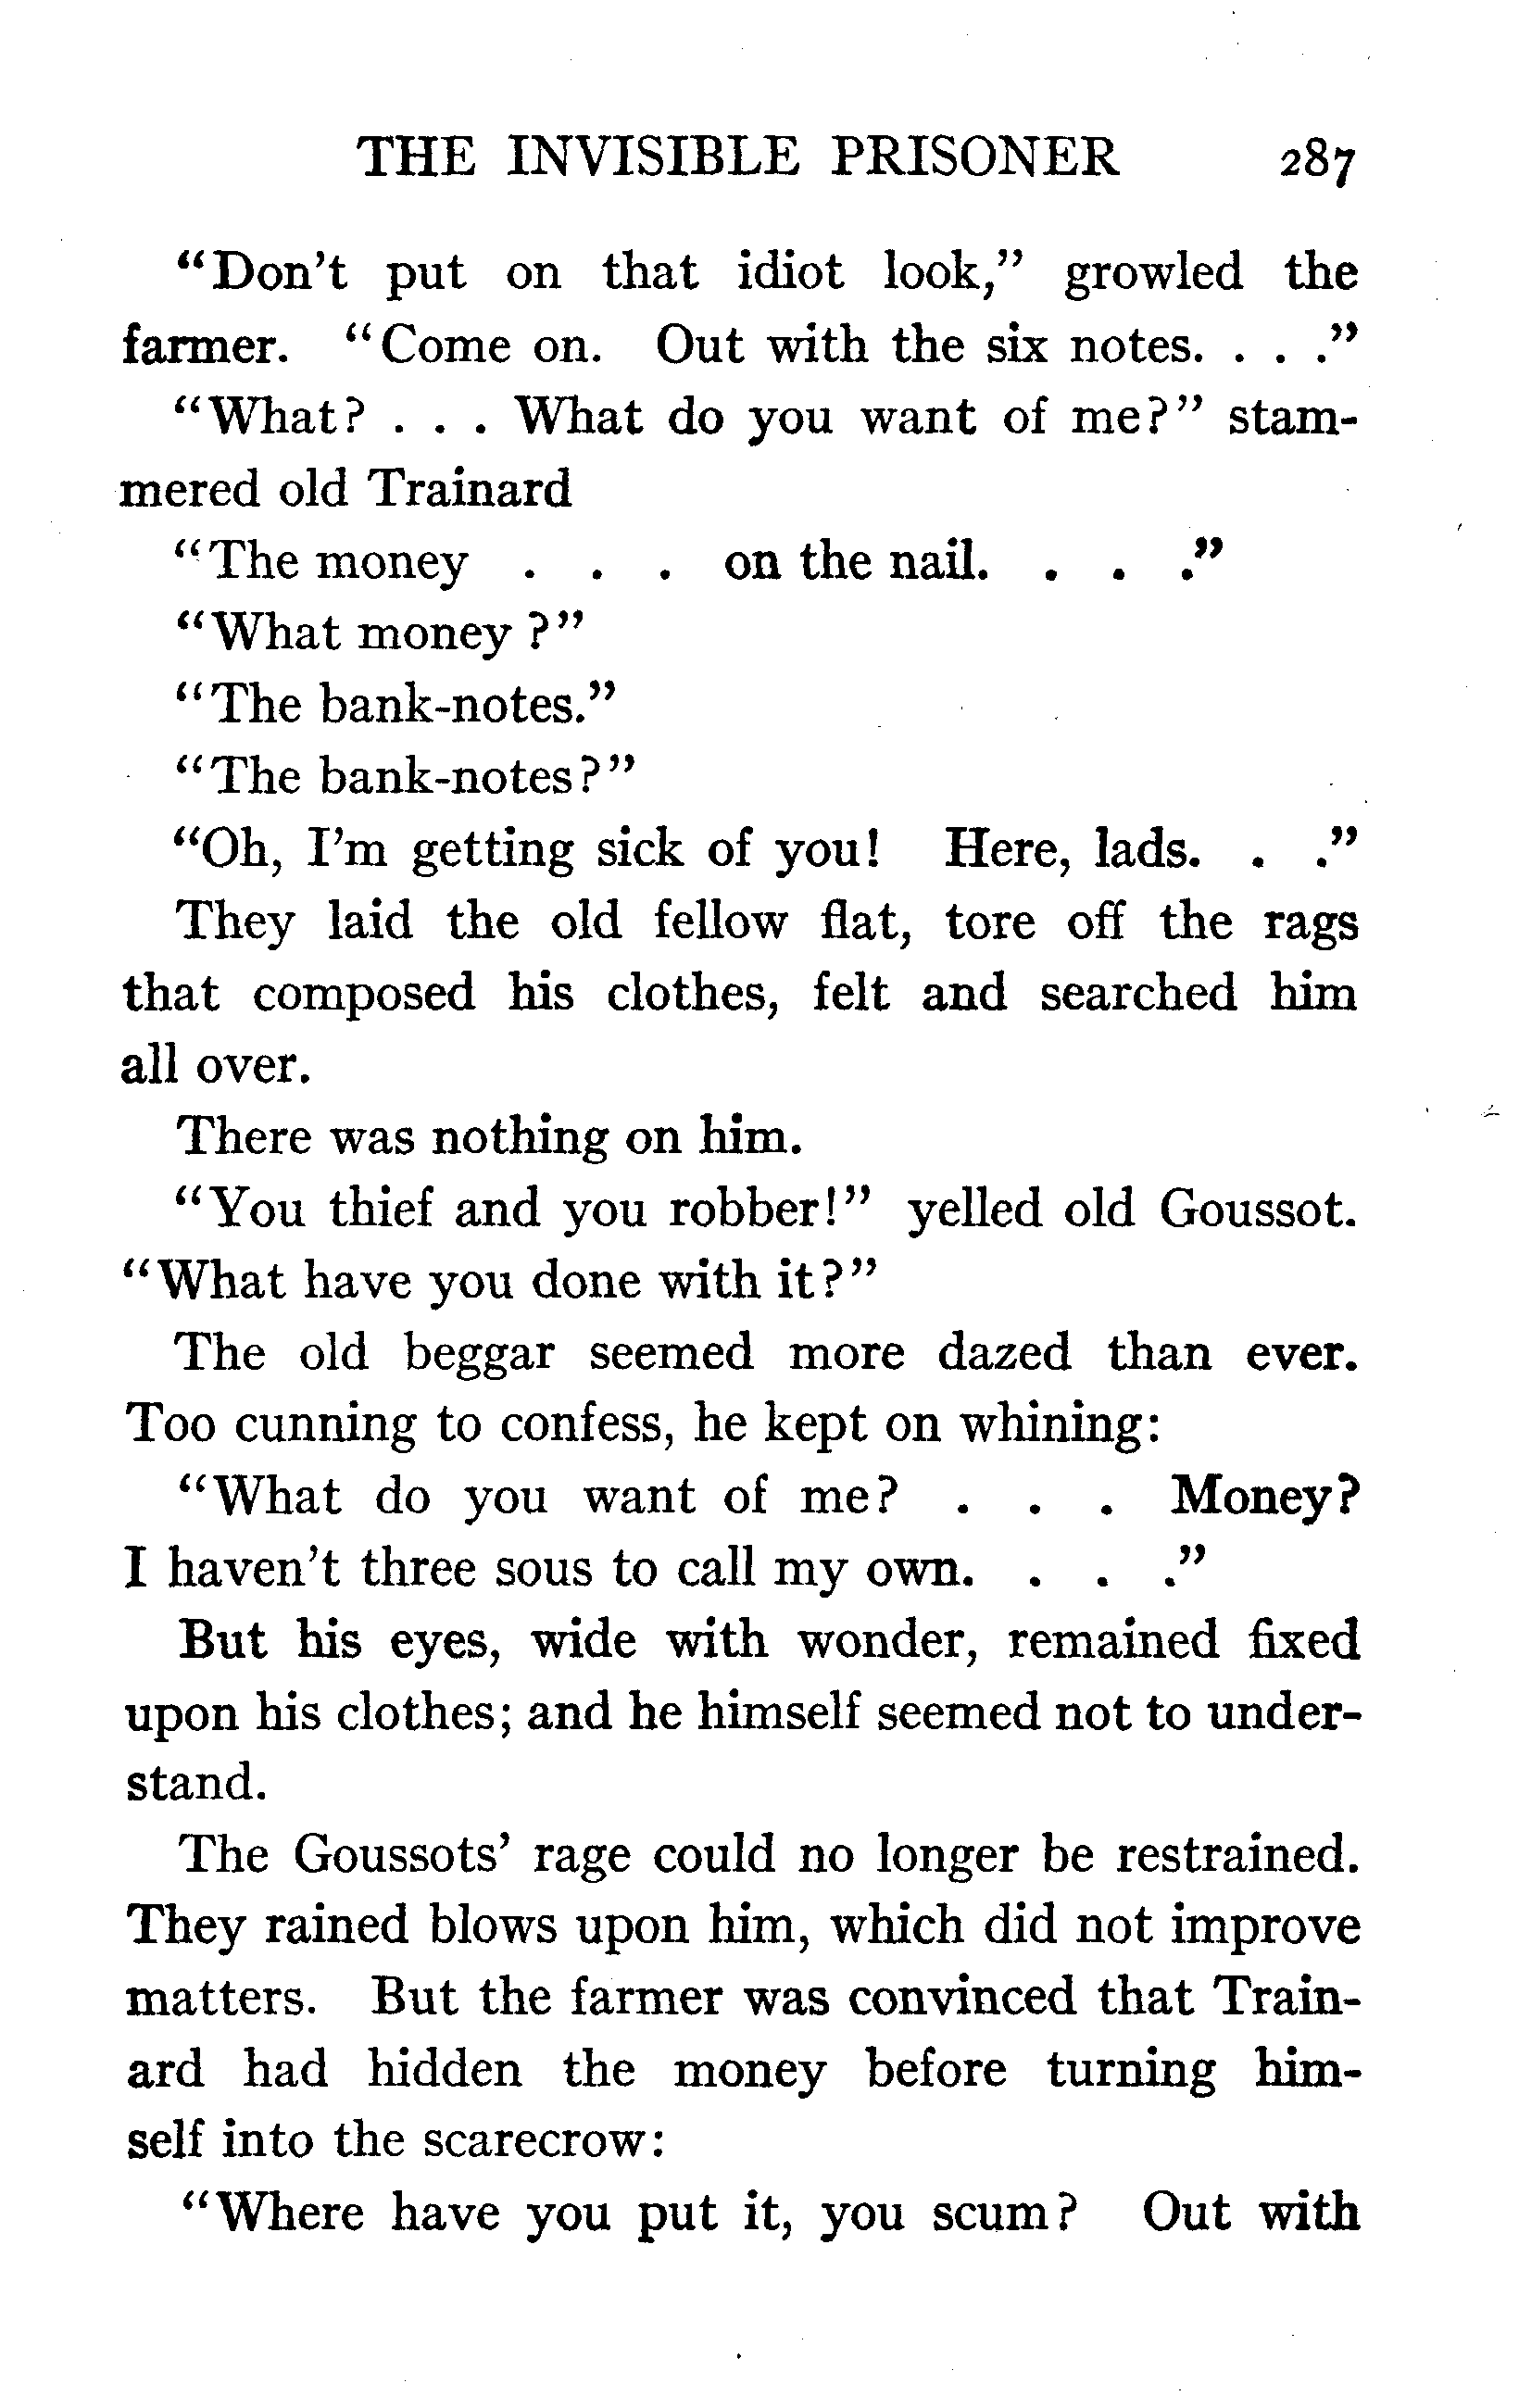 THE INVISIBLE PRISONER 287
“Don’t put on that idiot look,” growled the
farmer. “Come on. Out with the six notes. . . .”
“What? . . . What do you want of me?” stam-
mered old Trainard
“The money . . . on the nail. . . .”
“What money?”
“The bank-notes.”
“The bank-notes?”
“Oh, I’m getting sick of you! Here, lads. . .”
They laid the old fellow flat, tore off the rags
that composed his clothes, felt and searched him
all over.
There was nothing on him.
“You thief and you robber!” yelled old Goussot.
“What have you done with it?”
The old beggar seemed more dazed than ever.
Too cunning to confess, he kept on whining:
“What do you want of me? . . . Money?
I haven’t three sous to call my own. . . .”
But his eyes, wide with wonder, remained fixed
upon his clothes; and he himself seemed not to under-
stand.
The Goussots’ rage could no longer be restrained.
They rained blows upon him, which did not improve
matters. But the farmer was convinced that Train-
ard had hidden the money before turning him-
self into the scarecrow:
“Where have you put it, you scum? Out with